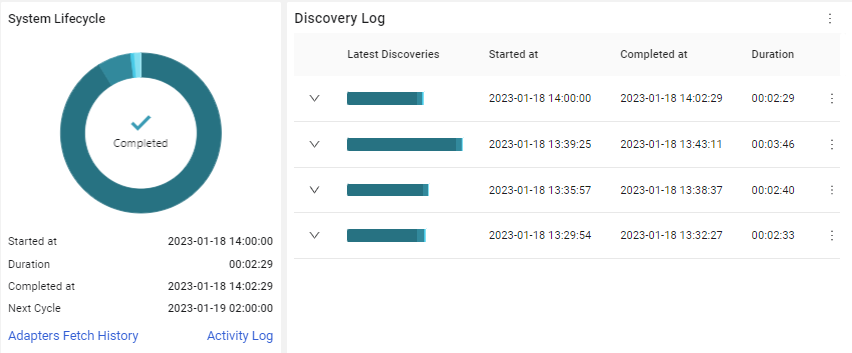 System Lifecycle
Completed
Started at 2023-01-18 14:00:00
Duration 00:02:29
Completed at 2023-01-18 14:02:29
Next Cycle 2023-01-19 02:00:00
Adapters Fetch History Activity Log
Discovery Log
Latest Discoveries Started at Completed at Duration
2023-01-18 14:00:00 2023-01-18 14:02:29 00:02:29
2023-01-18 13:39:25 2023-01-18 13:43:11 00:03:46
2023-01-18 13:35:57 2023-01-18 13:38:37 00:02:40
2023-01-18 13:29:54 2023-01-18 13:32:27 00:02:33